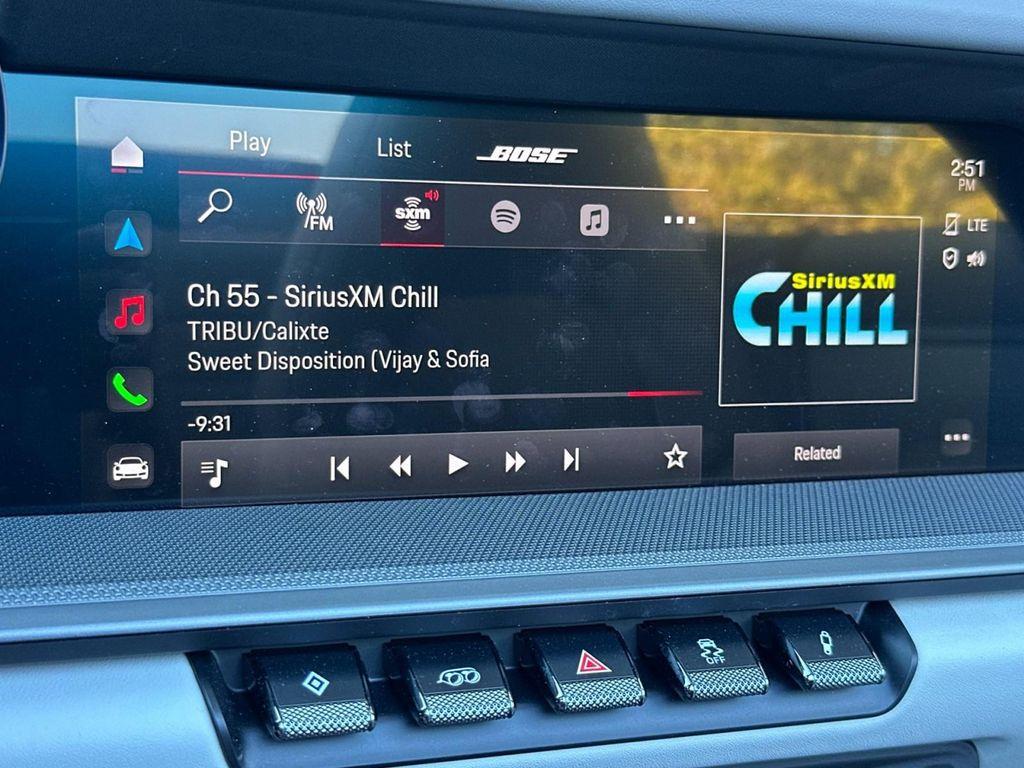 Play
List
BOSE
2:51
PM
FM
sxm
LTE
Ch 55 - SiriusXM Chill
TRIBU/Calixte
Sweet Disposition (Vijay & Sofia
SiriusXM
CHILL
-9:31
Related
OFF